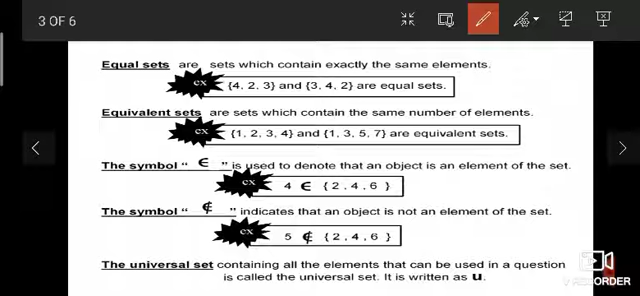 3 OF 6
Equal sets are sets which contain exactly the same elements.
ex {4, 2, 3} and {3, 4, 2} are equal sets.
Equivalent sets are sets which contain the same number of elements.
ex {1, 2, 3, 4} and {1, 3, 5, 7} are equivalent sets.
The symbol “ ∈ ” is used to denote that an object is an element of the set.
ex 4 ∈ { 2 , 4 , 6 }
The symbol “ ∉ ” indicates that an object is not an element of the set.
ex 5 ∉ { 2 , 4 , 6 }
The universal set containing all the elements that can be used in a question
is called the universal set. It is written as u.
V RECORDER